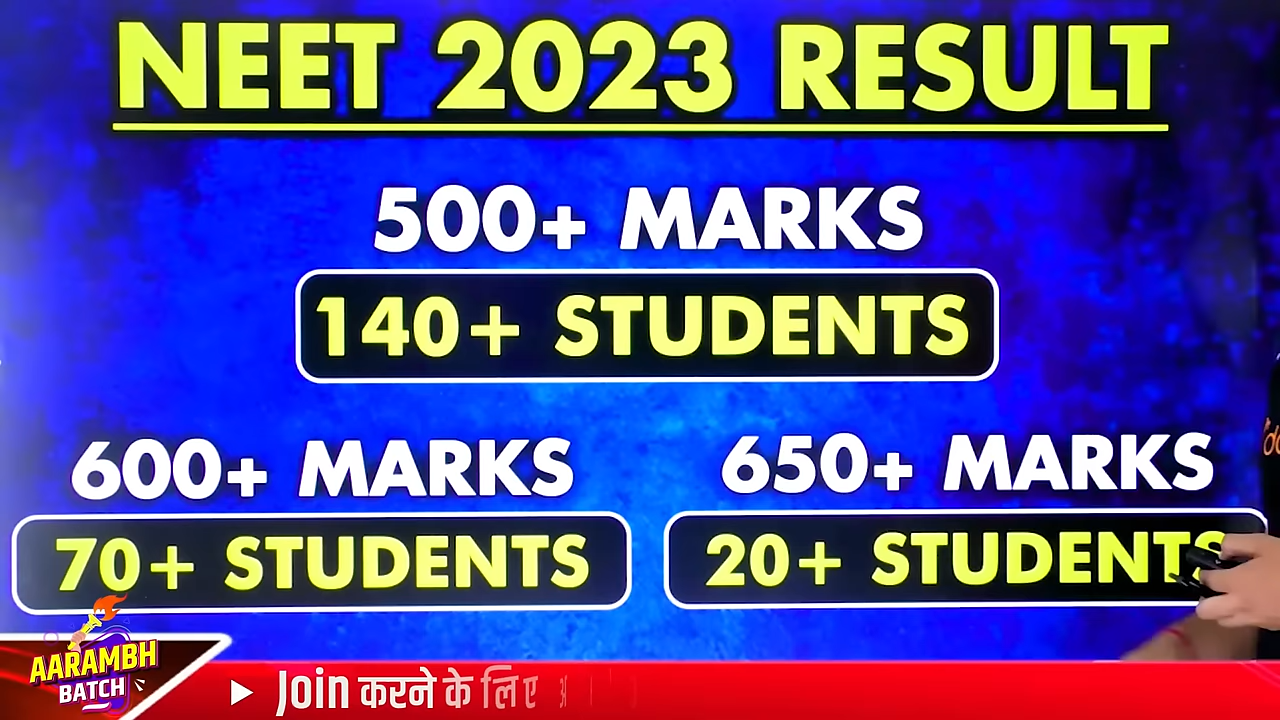 NEET 2023 RESULT
500+ MARKS
140+ STUDENTS
600+ MARKS
70+ STUDENTS
650+ MARKS
20+ STUDENTS
AARAMBH
BATCH
Join करने के लिए